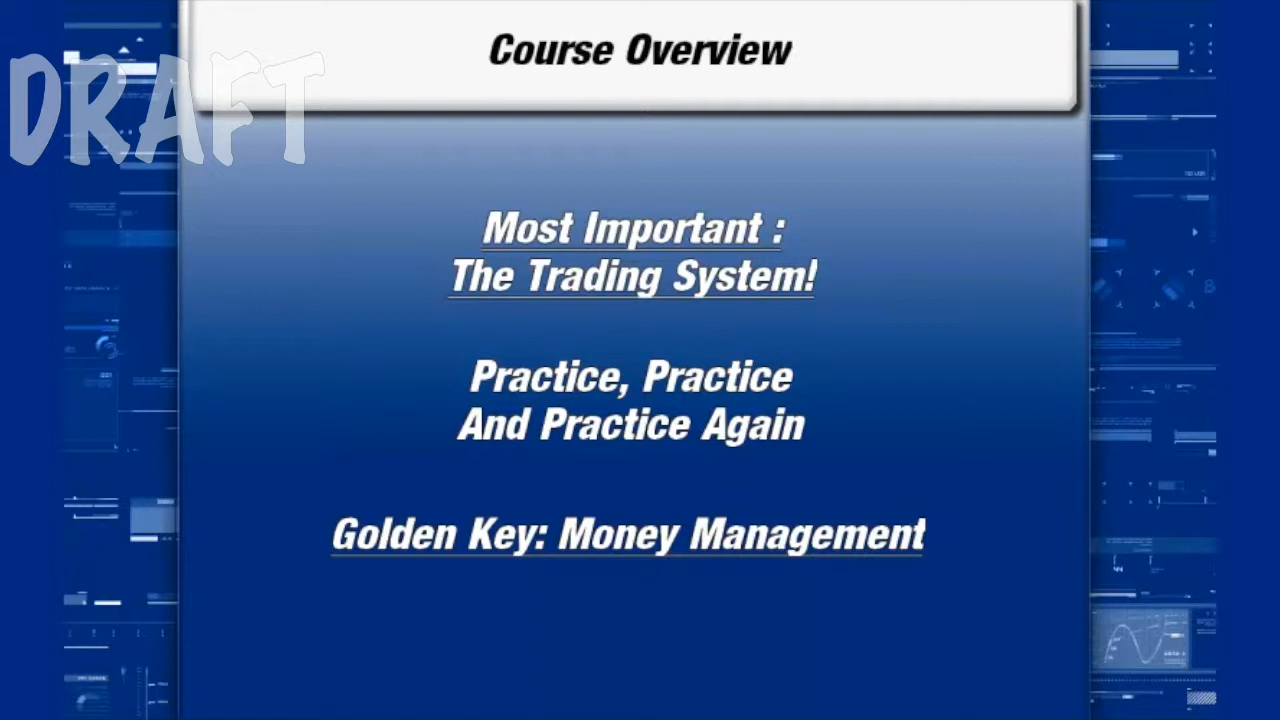 Course Overview
DRAFT
Most Important :
The Trading System!
Practice, Practice
And Practice Again
Golden Key: Money Management